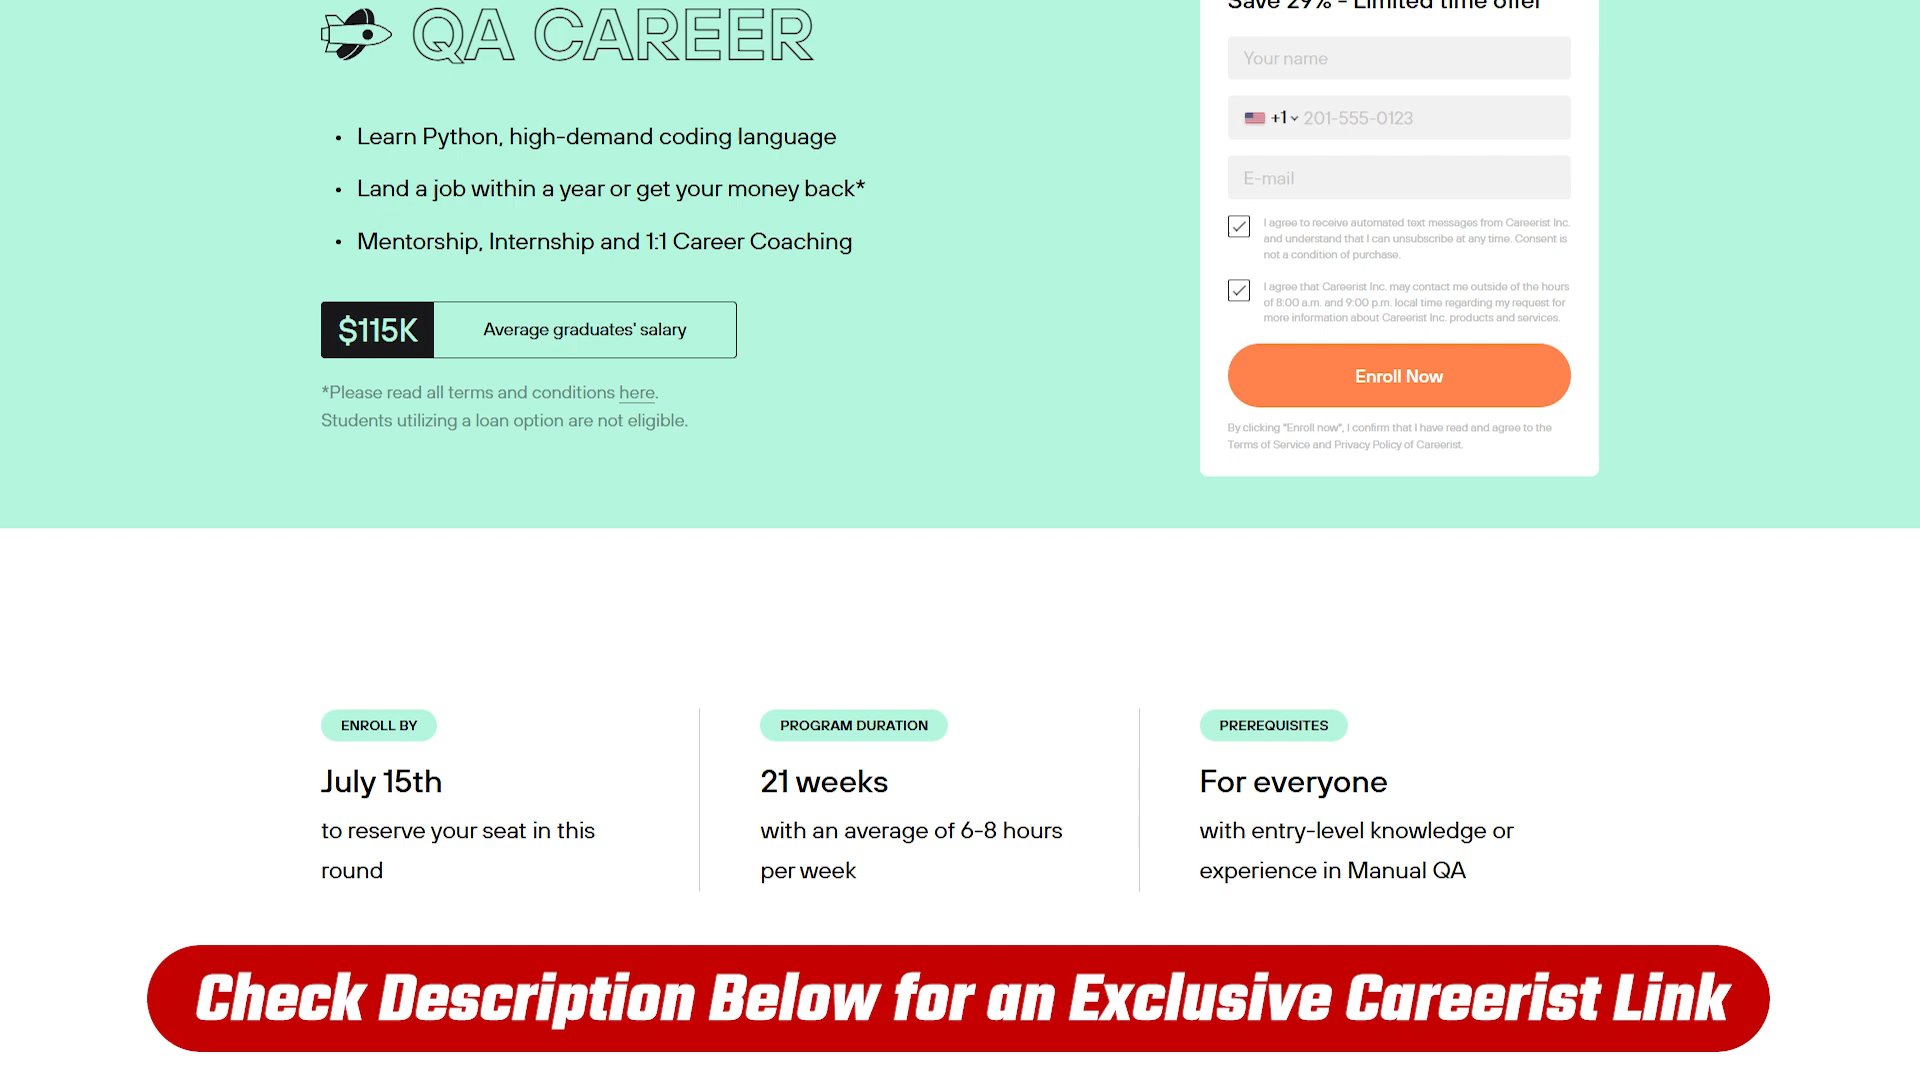 QA CAREER
• Learn Python, high-demand coding language
• Land a job within a year or get your money back*
• Mentorship, Internship and 1:1 Career Coaching
$115K Average graduates' salary
*Please read all terms and conditions here.
Students utilizing a loan option are not eligible.
Save 29% - Limited time offer
Your name
+1 201-555-0123
E-mail
I agree to receive automated text messages from Careerist Inc.
and understand that I can unsubscribe at any time. Consent is
not a condition of purchase.
I agree that Careerist Inc. may contact me outside of the hours
of 8:00 a.m. and 9:00 p.m. local time regarding my request for
more information about Careerist Inc. products and services.
Enroll Now
By clicking "Enroll now", I confirm that I have read and agree to the
Terms of Service and Privacy Policy of Careerist.
ENROLL BY
July 15th
to reserve your seat in this
round
PROGRAM DURATION
21 weeks
with an average of 6-8 hours
per week
PREREQUISITES
For everyone
with entry-level knowledge or
experience in Manual QA
Check Description Below for an Exclusive Careerist Link